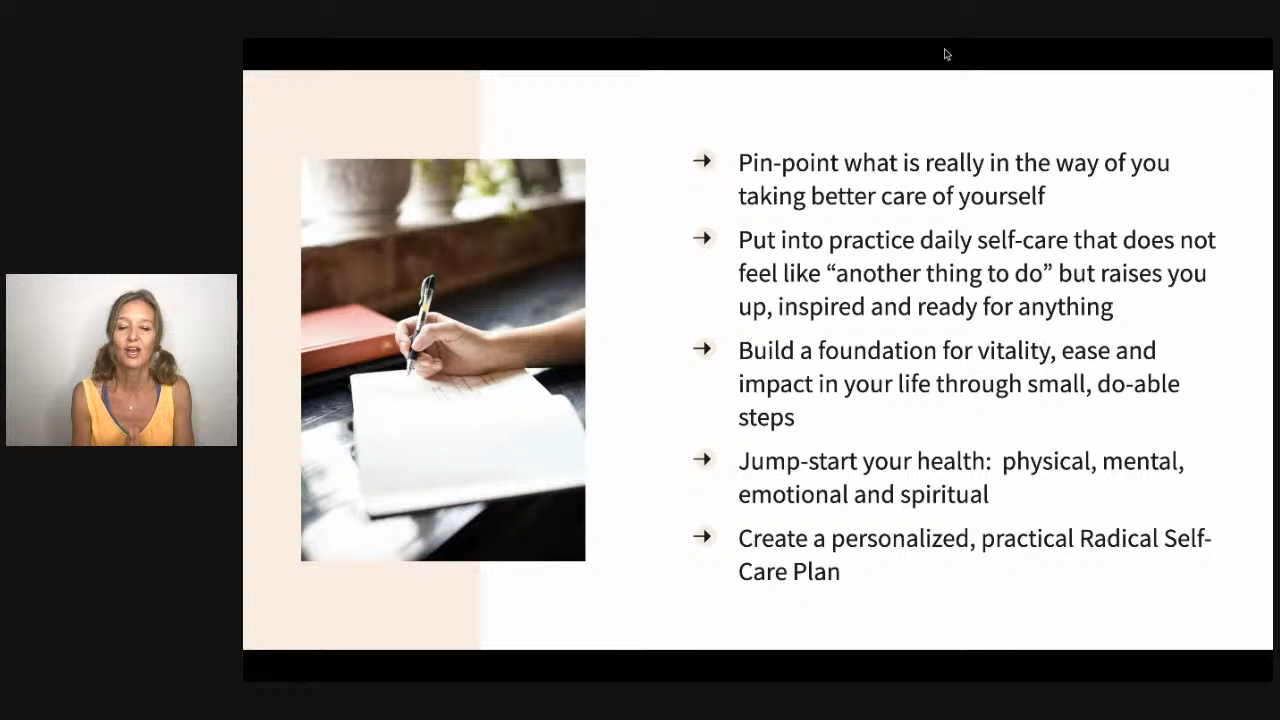 Pin-point what is really in the way of you
taking better care of yourself
Put into practice daily self-care that does not
feel like “another thing to do” but raises you
up, inspired and ready for anything
Build a foundation for vitality, ease and
impact in your life through small, do-able
steps
Jump-start your health:  physical, mental,
emotional and spiritual
Create a personalized, practical Radical Self-
Care Plan